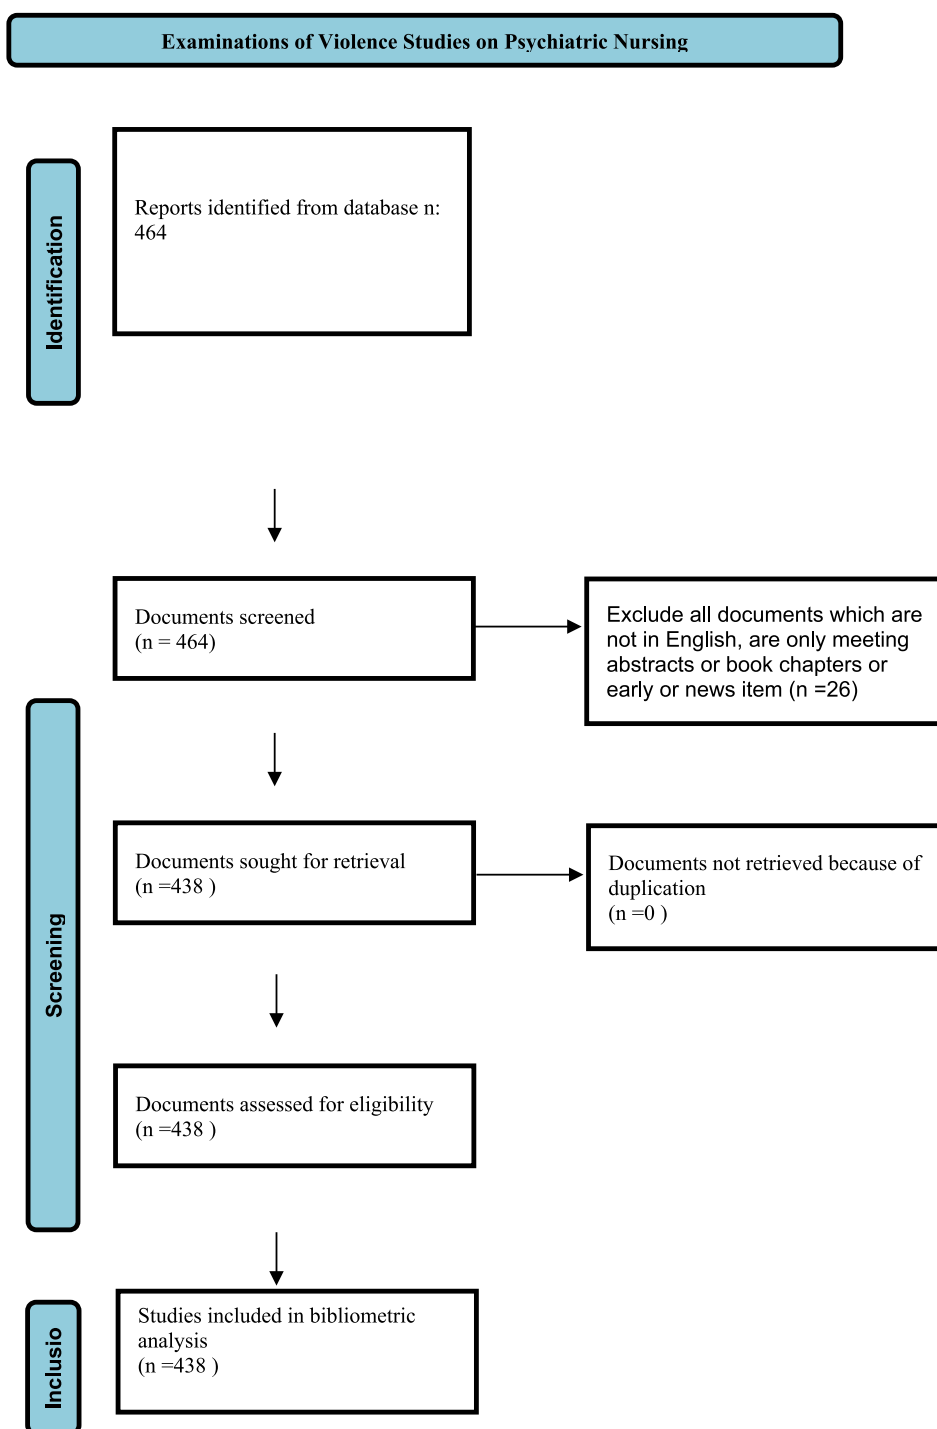 Examinations of Violence Studies on Psychiatric Nursing
Identification
Reports identified from database n:
464
Documents screened
(n = 464)
Exclude all documents which are
not in English, are only meeting
abstracts or book chapters or
early or news item (n =26)
Screening
Documents sought for retrieval
(n =438 )
Documents not retrieved because of
duplication
(n =0 )
Documents assessed for eligibility
(n =438 )
Inclusio
Studies included in bibliometric
analysis
(n =438 )